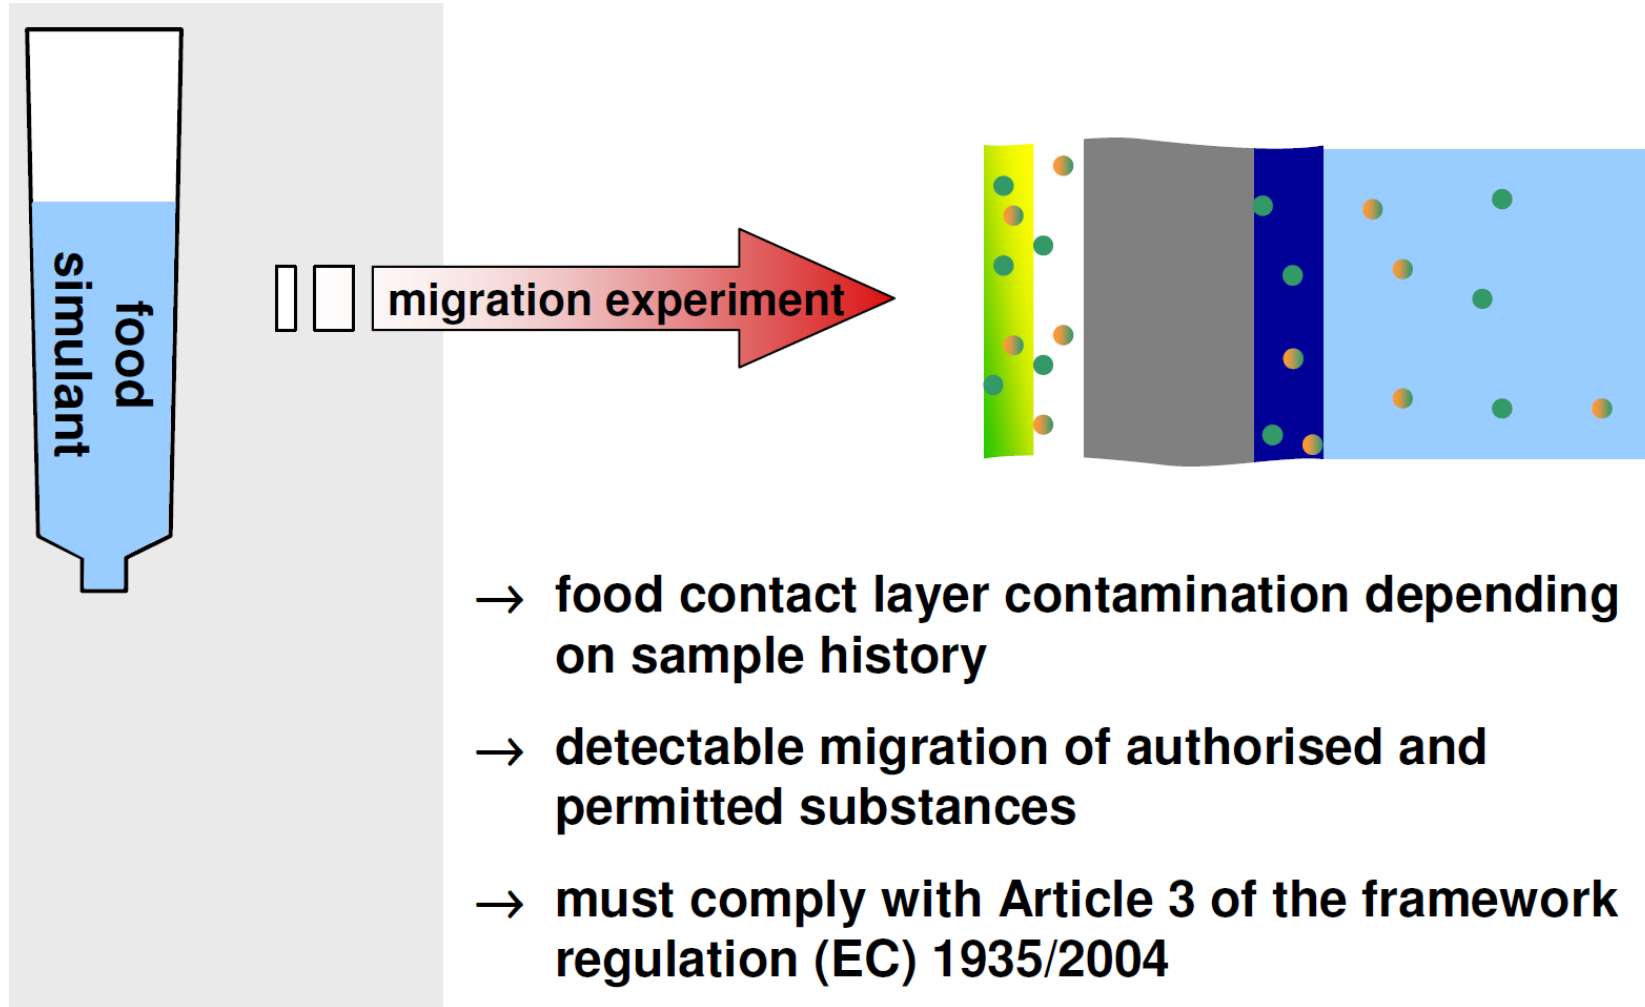 food
simulant
migration experiment
→ food contact layer contamination depending
on sample history
→ detectable migration of authorised and
permitted substances
→ must comply with Article 3 of the framework
regulation (EC) 1935/2004